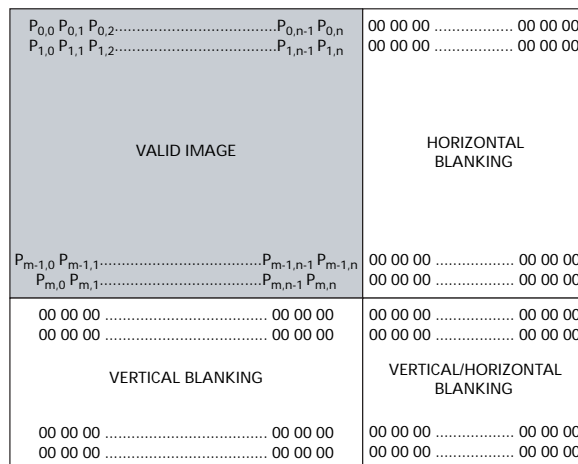 P0,0 P0,1 P0,2.....................................P0,n-1 P0,n
P1,0 P1,1 P1,2.....................................P1,n-1 P1,n
VALID IMAGE
Pm-1,0 Pm-1,1.....................................Pm-1,n-1 Pm-1,n
Pm,0 Pm,1.....................................Pm,n-1 Pm,n
00 00 00 .................. 00 00 00
00 00 00 .................. 00 00 00
HORIZONTAL
BLANKING
00 00 00 .................. 00 00 00
00 00 00 .................. 00 00 00
00 00 00 ..................................... 00 00 00
00 00 00 ..................................... 00 00 00
VERTICAL BLANKING
00 00 00 ..................................... 00 00 00
00 00 00 ..................................... 00 00 00
00 00 00 .................. 00 00 00
00 00 00 .................. 00 00 00
VERTICAL/HORIZONTAL
BLANKING
00 00 00 .................. 00 00 00
00 00 00 .................. 00 00 00